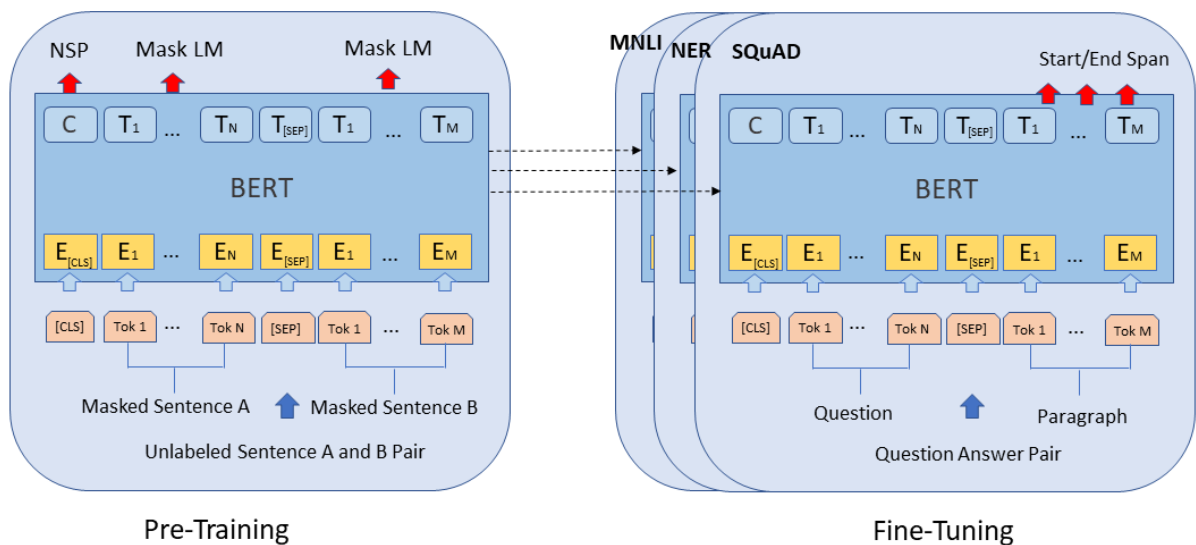 NSP Mask LM Mask LM
C T1 ... TN T[SEP] T1 ... TM
BERT
E[CLS] E1 ... EN E[SEP] E1 ... EM
[CLS] Tok 1 ... Tok N [SEP] Tok 1 ... Tok M
Masked Sentence A Masked Sentence B
Unlabeled Sentence A and B Pair
Pre-Training
MNLI NER SQuAD
Start/End Span
C T1 ... TN T[SEP] T1 ... TM
BERT
E[CLS] E1 ... EN E[SEP] E1 ... EM
[CLS] Tok 1 ... Tok N [SEP] Tok 1 ... Tok M
Question Paragraph
Question Answer Pair
Fine-Tuning